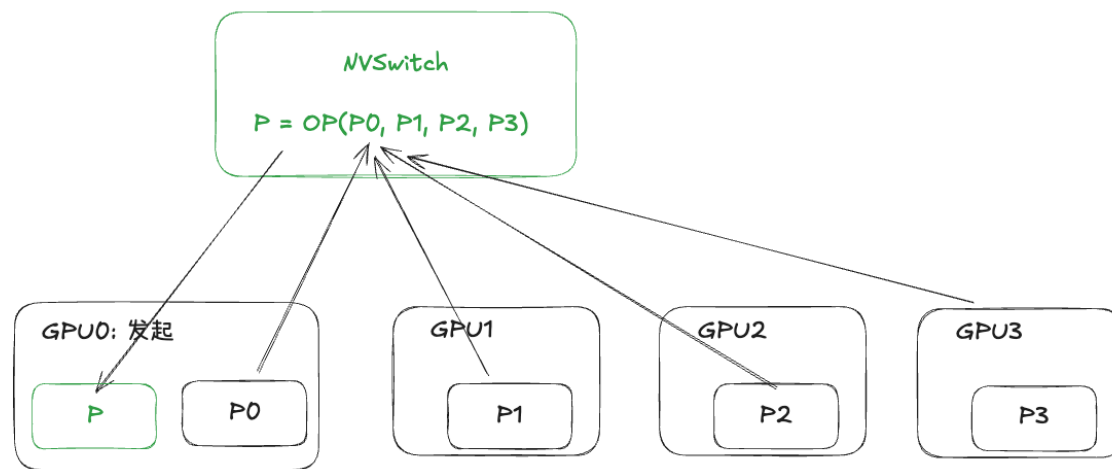 NVSwitch
P = OP(P0, P1, P2, P3)
GPU0: 发起
GPU1
GPU2
GPU3
P
P0
P1
P2
P3